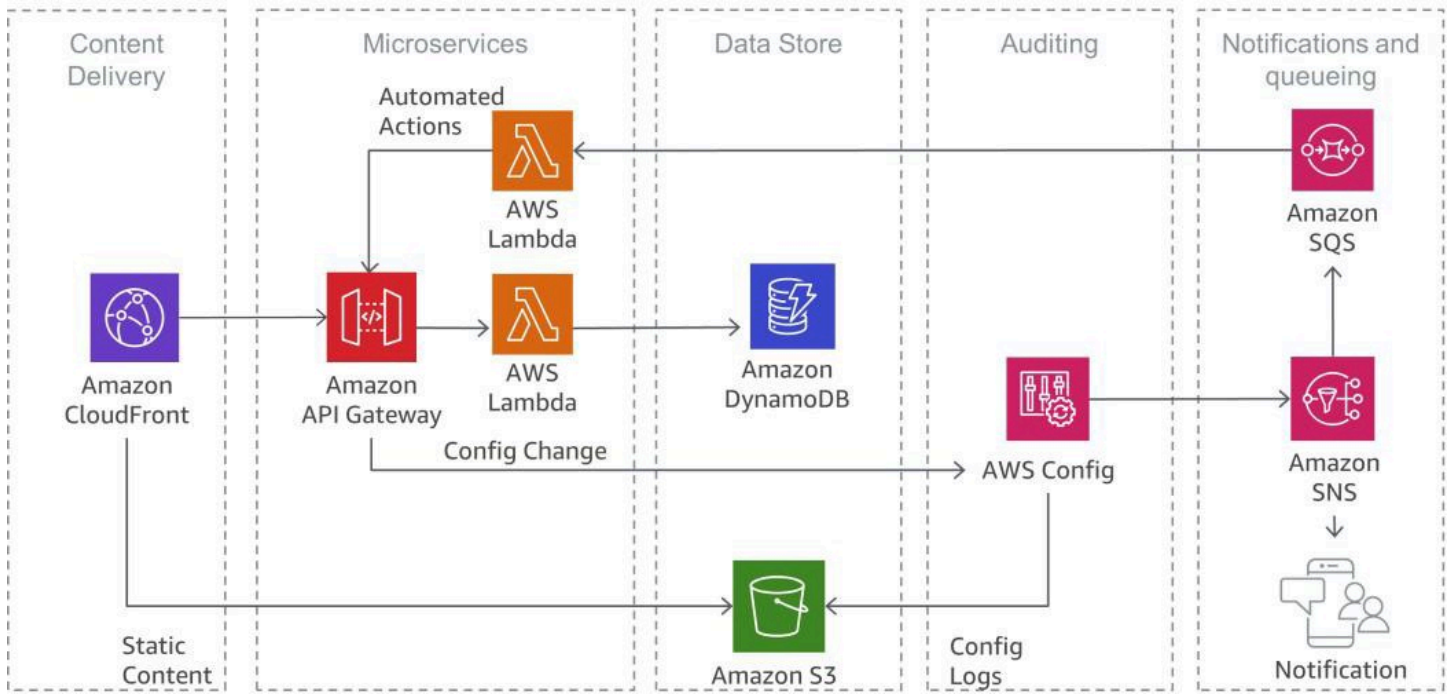 Content
Delivery
Microservices
Data Store
Auditing
Notifications and
queueing
Automated
Actions
AWS
Lambda
Amazon
SQS
Amazon
CloudFront
</>
Amazon
API Gateway
AWS
Lambda
Amazon
DynamoDB
Config Change
AWS Config
Amazon
SNS
Static
Content
Amazon S3
Config
Logs
Notification